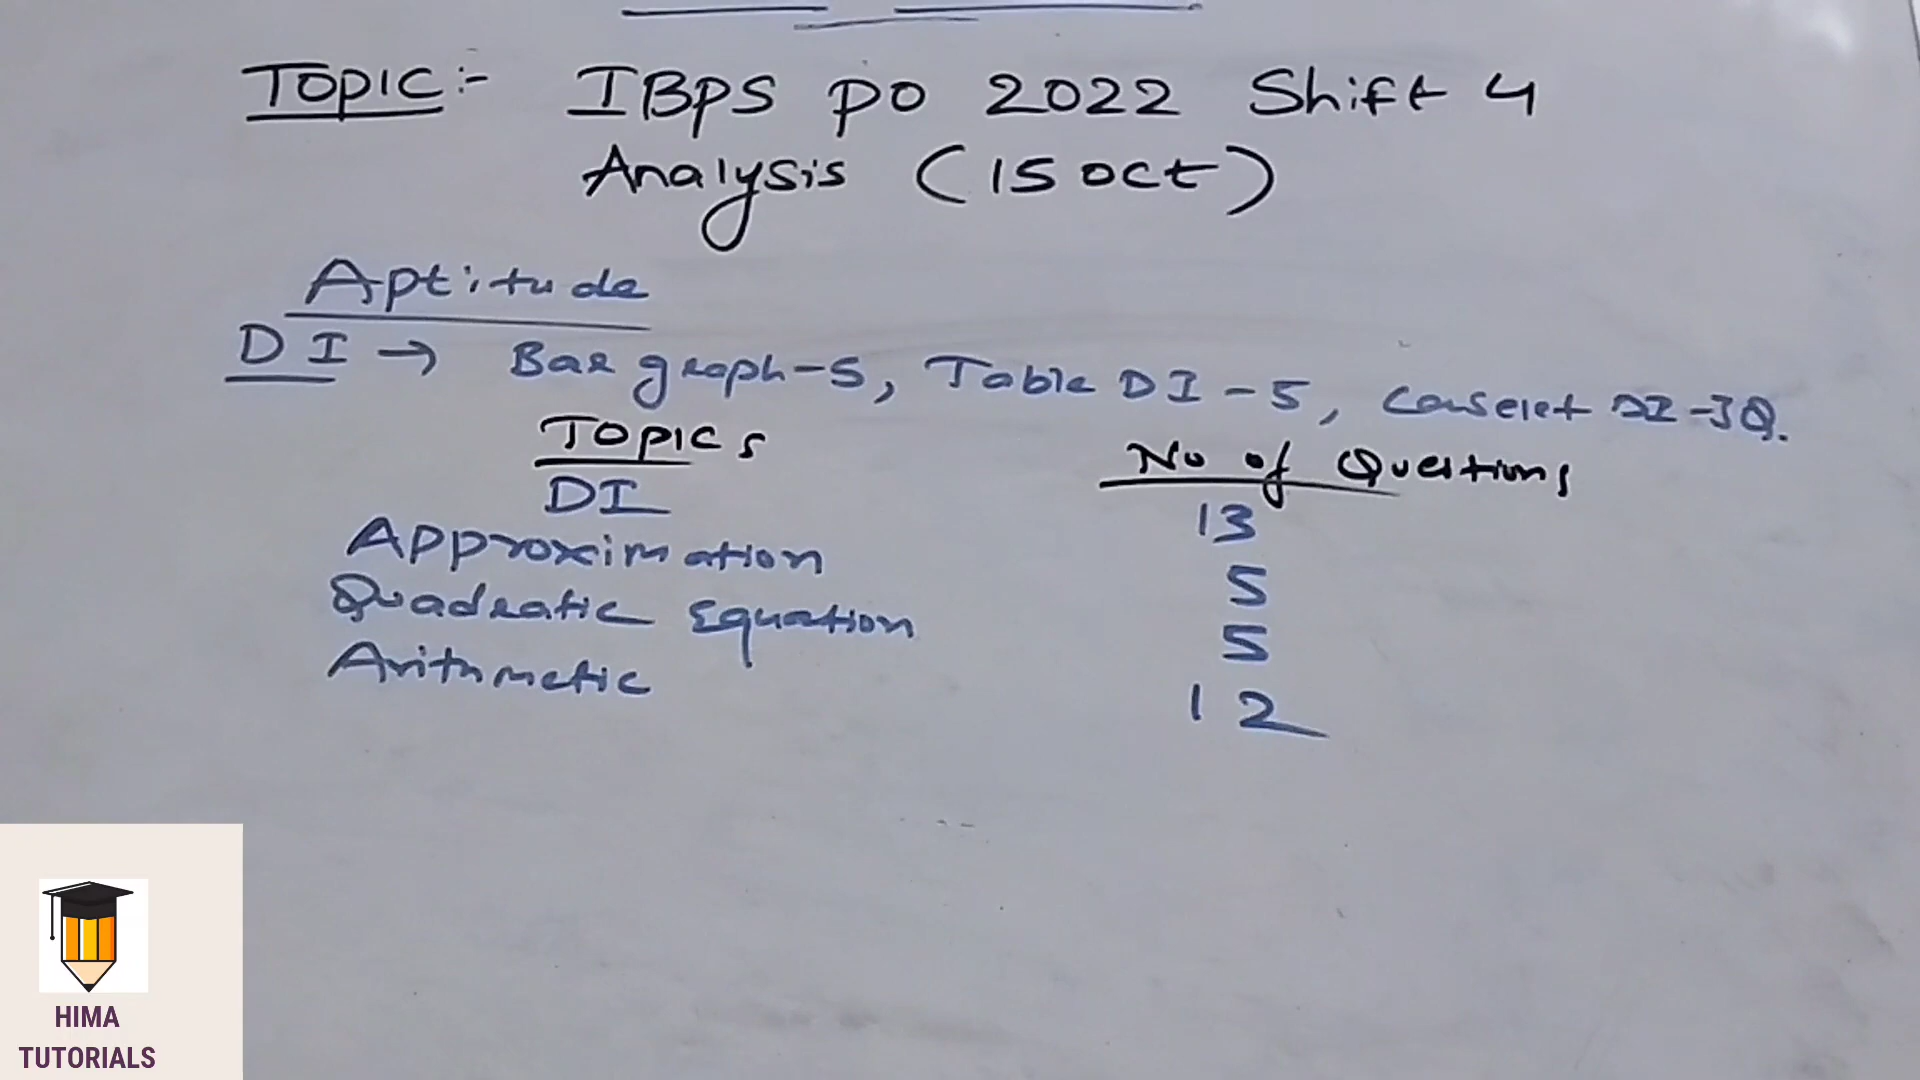 Topic:- IBPS PO 2022 Shift 4
Analysis (15 Oct)
Aptitude
DI → Bar graph-5, Table DI-5, Caselet DI-3Q.
Topics No of Questions
DI 13
Approximation 5
Quadratic Equation 5
Arithmetic 12
HIMA
TUTORIALS